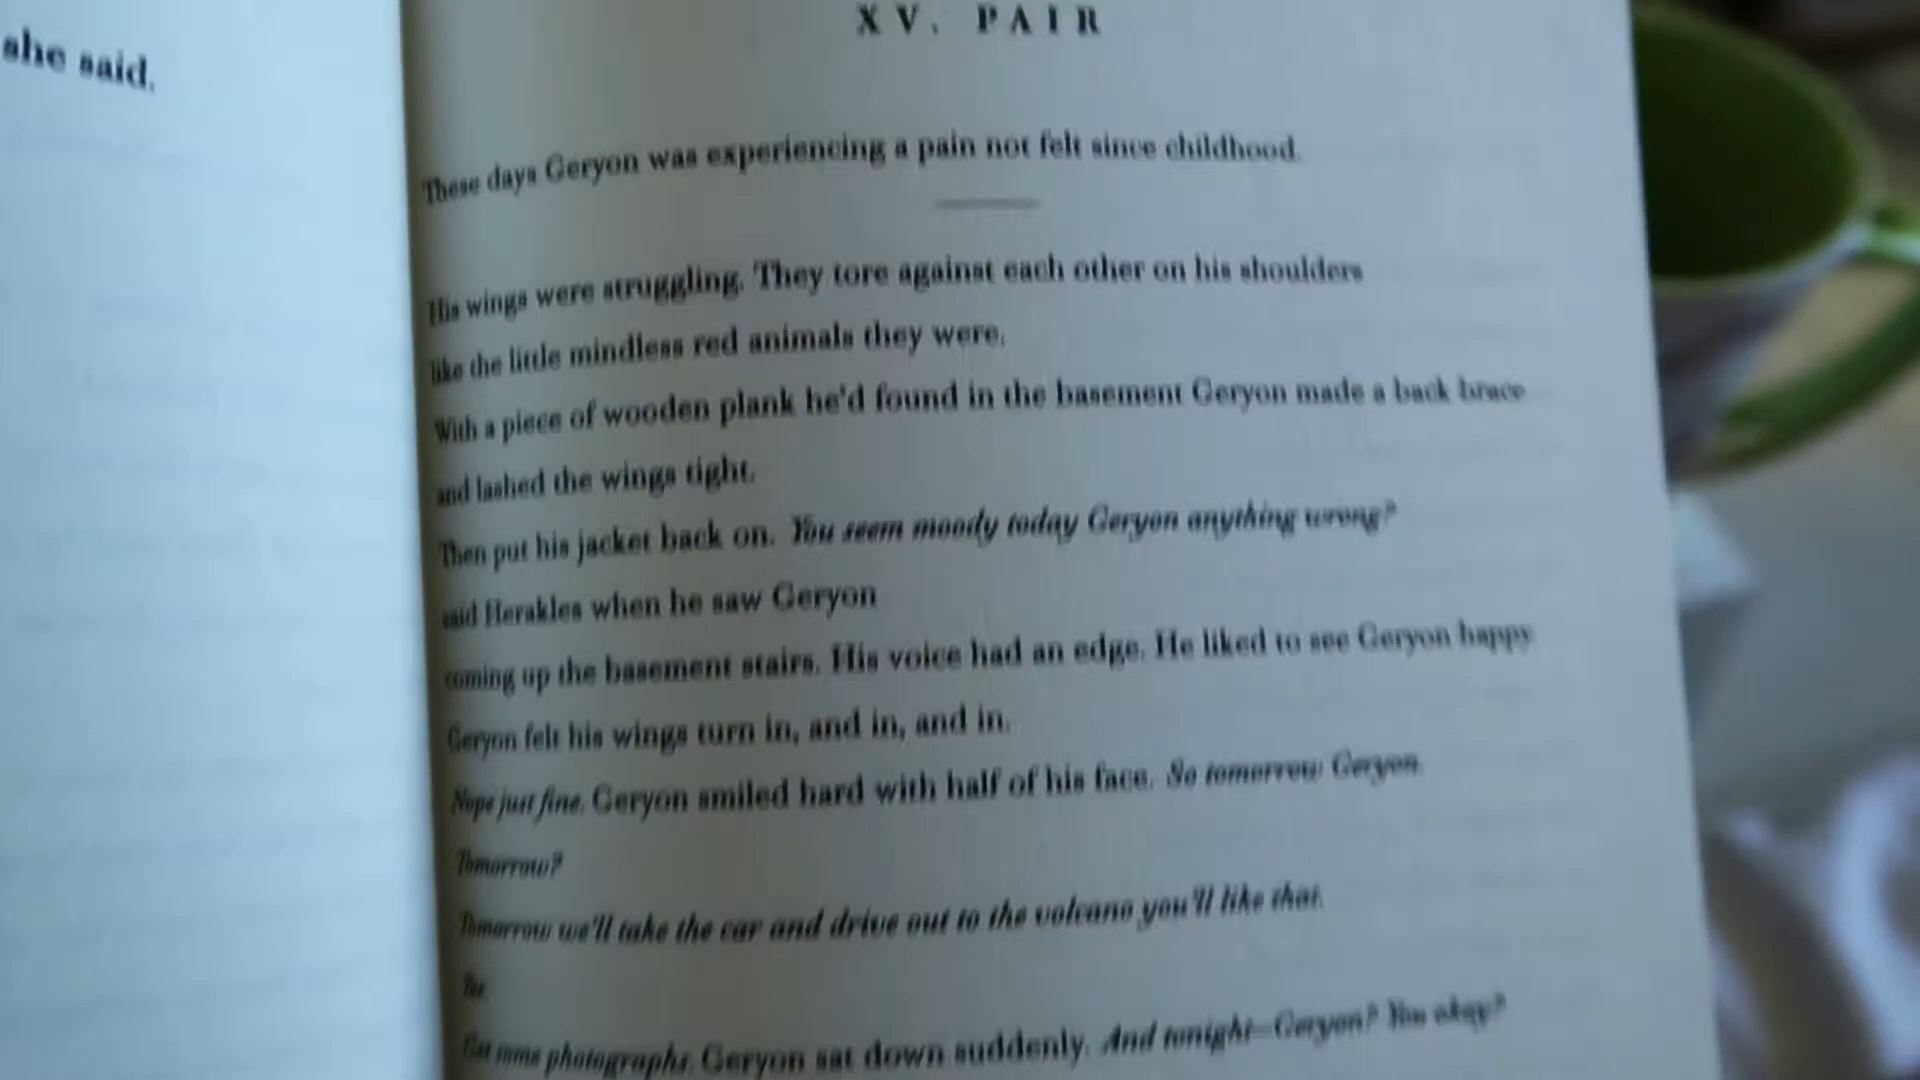 she said.
XV. PAIR
These days Geryon was experiencing a pain not felt since childhood.
His wings were struggling. They tore against each other on his shoulders
like the little mindless red animals they were.
With a piece of wooden plank he'd found in the basement Geryon made a back brace
and lashed the wings tight.
Then put his jacket back on. You seem moody today Geryon anything wrong?
said Herakles when he saw Geryon
coming up the basement stairs. His voice had an edge. He liked to see Geryon happy
Geryon felt his wings turn in, and in, and in.
Nope just fine. Geryon smiled hard with half of his face. So tomorrow Geryon.
Tomorrow?
Tomorrow we'll take the car and drive out to the volcano you'll like that.
Yes.
Get some photographs. Geryon sat down suddenly. And tonight—Geryon? You okay?